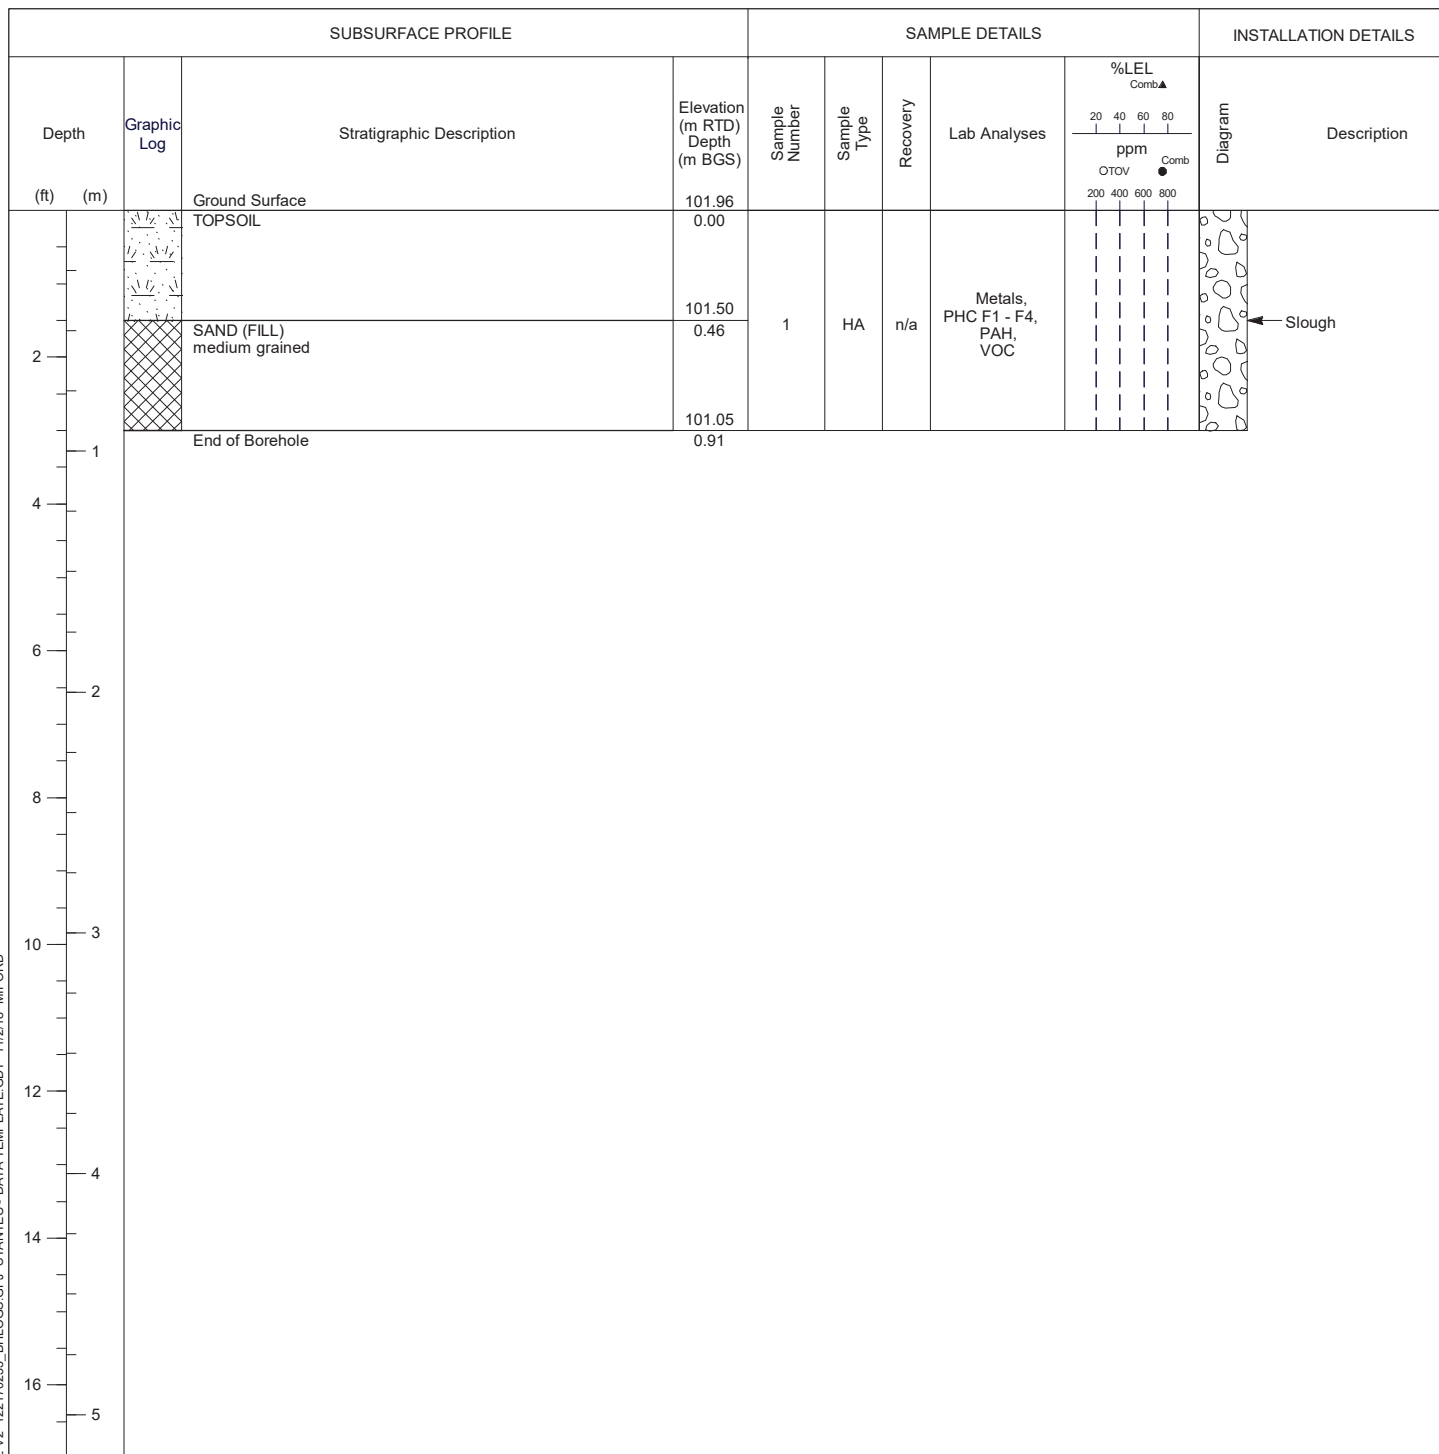 SUBSURFACE PROFILE
SAMPLE DETAILS
INSTALLATION DETAILS
Depth
(ft) (m)
Graphic
Log
Stratigraphic Description
Elevation
(m RTD)
Depth
(m BGS)
Sample
Number
Sample
Type
Recovery
Lab Analyses
%LEL
Comb▲
20 40 60 80
ppm
OTOV
Comb
●
200 400 600 800
Diagram
Description
Ground Surface
101.96
TOPSOIL
0.00
101.50
SAND (FILL)
0.46
medium grained
101.05
End of Borehole
0.91
1
HA
n/a
Metals,
PHC F1 - F4,
PAH,
VOC
Slough
2
1
4
6
2
8
10
3
12
4
14
16
5